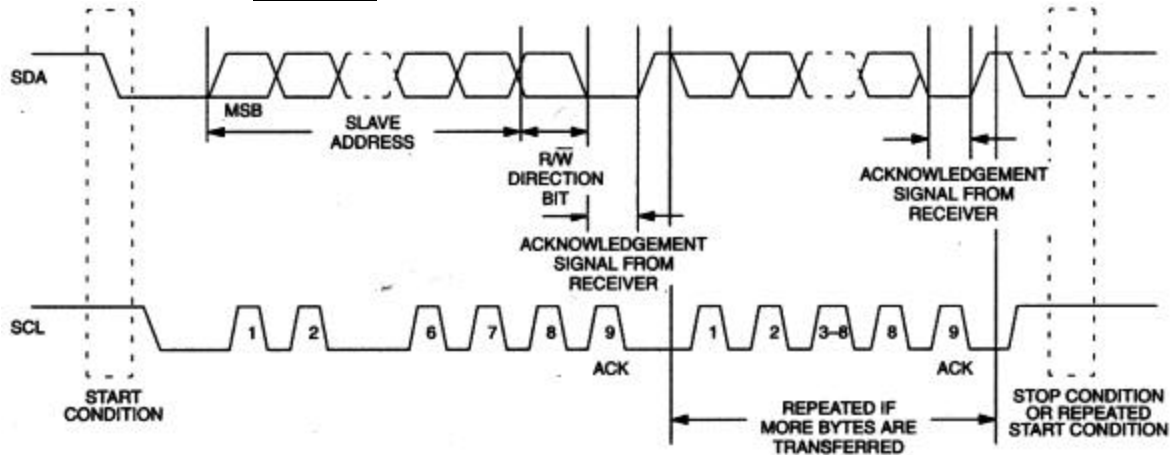 SDA
MSB
SLAVE
ADDRESS
R/W̅
DIRECTION
BIT
ACKNOWLEDGEMENT
SIGNAL FROM
RECEIVER
ACKNOWLEDGEMENT
SIGNAL FROM
RECEIVER
SCL
1 2 6 7 8 9 1 2 3–8 8 9
ACK ACK
START
CONDITION
REPEATED IF
MORE BYTES ARE
TRANSFERRED
STOP CONDITION
OR REPEATED
START CONDITION